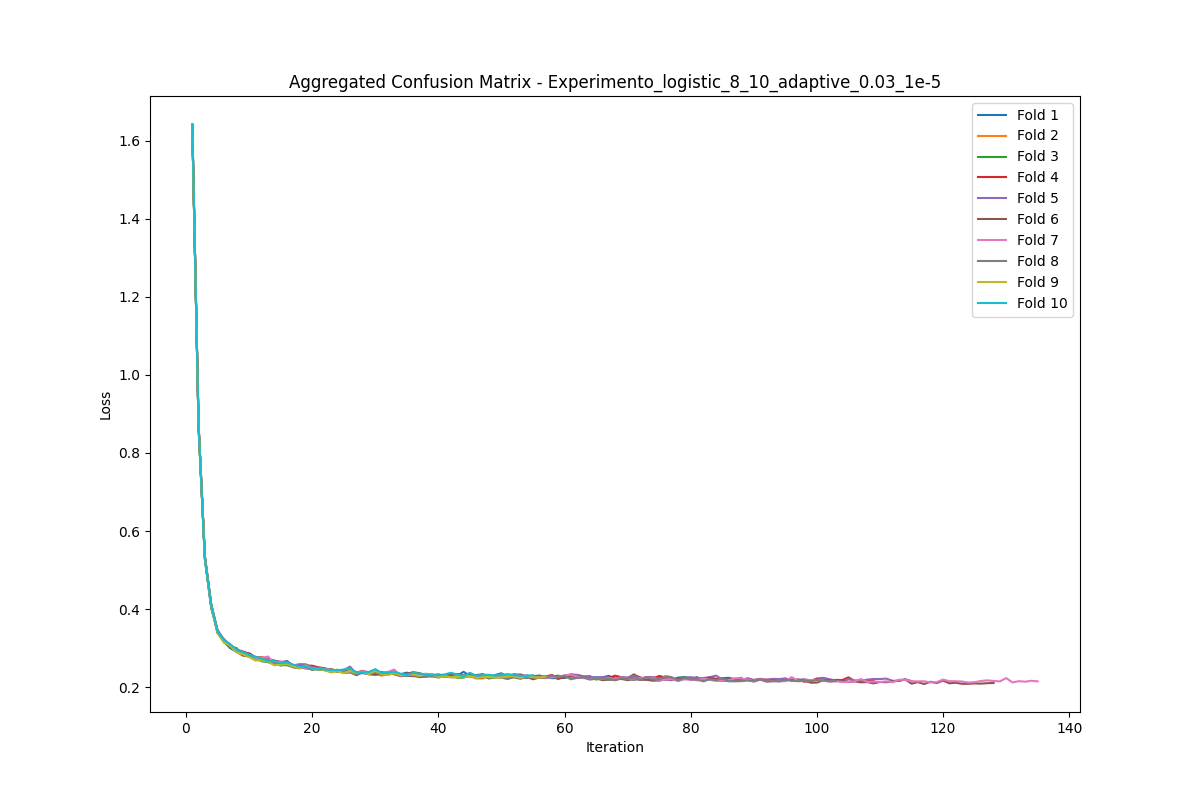 Aggregated Confusion Matrix - Experimento_logistic_8_10_adaptive_0.03_1e-5
Fold 1
Fold 2
Fold 3
Fold 4
Fold 5
Fold 6
Fold 7
Fold 8
Fold 9
Fold 10
1.6
1.4
1.2
1.0
0.8
0.6
0.4
0.2
Loss
0 20 40 60 80 100 120 140
Iteration